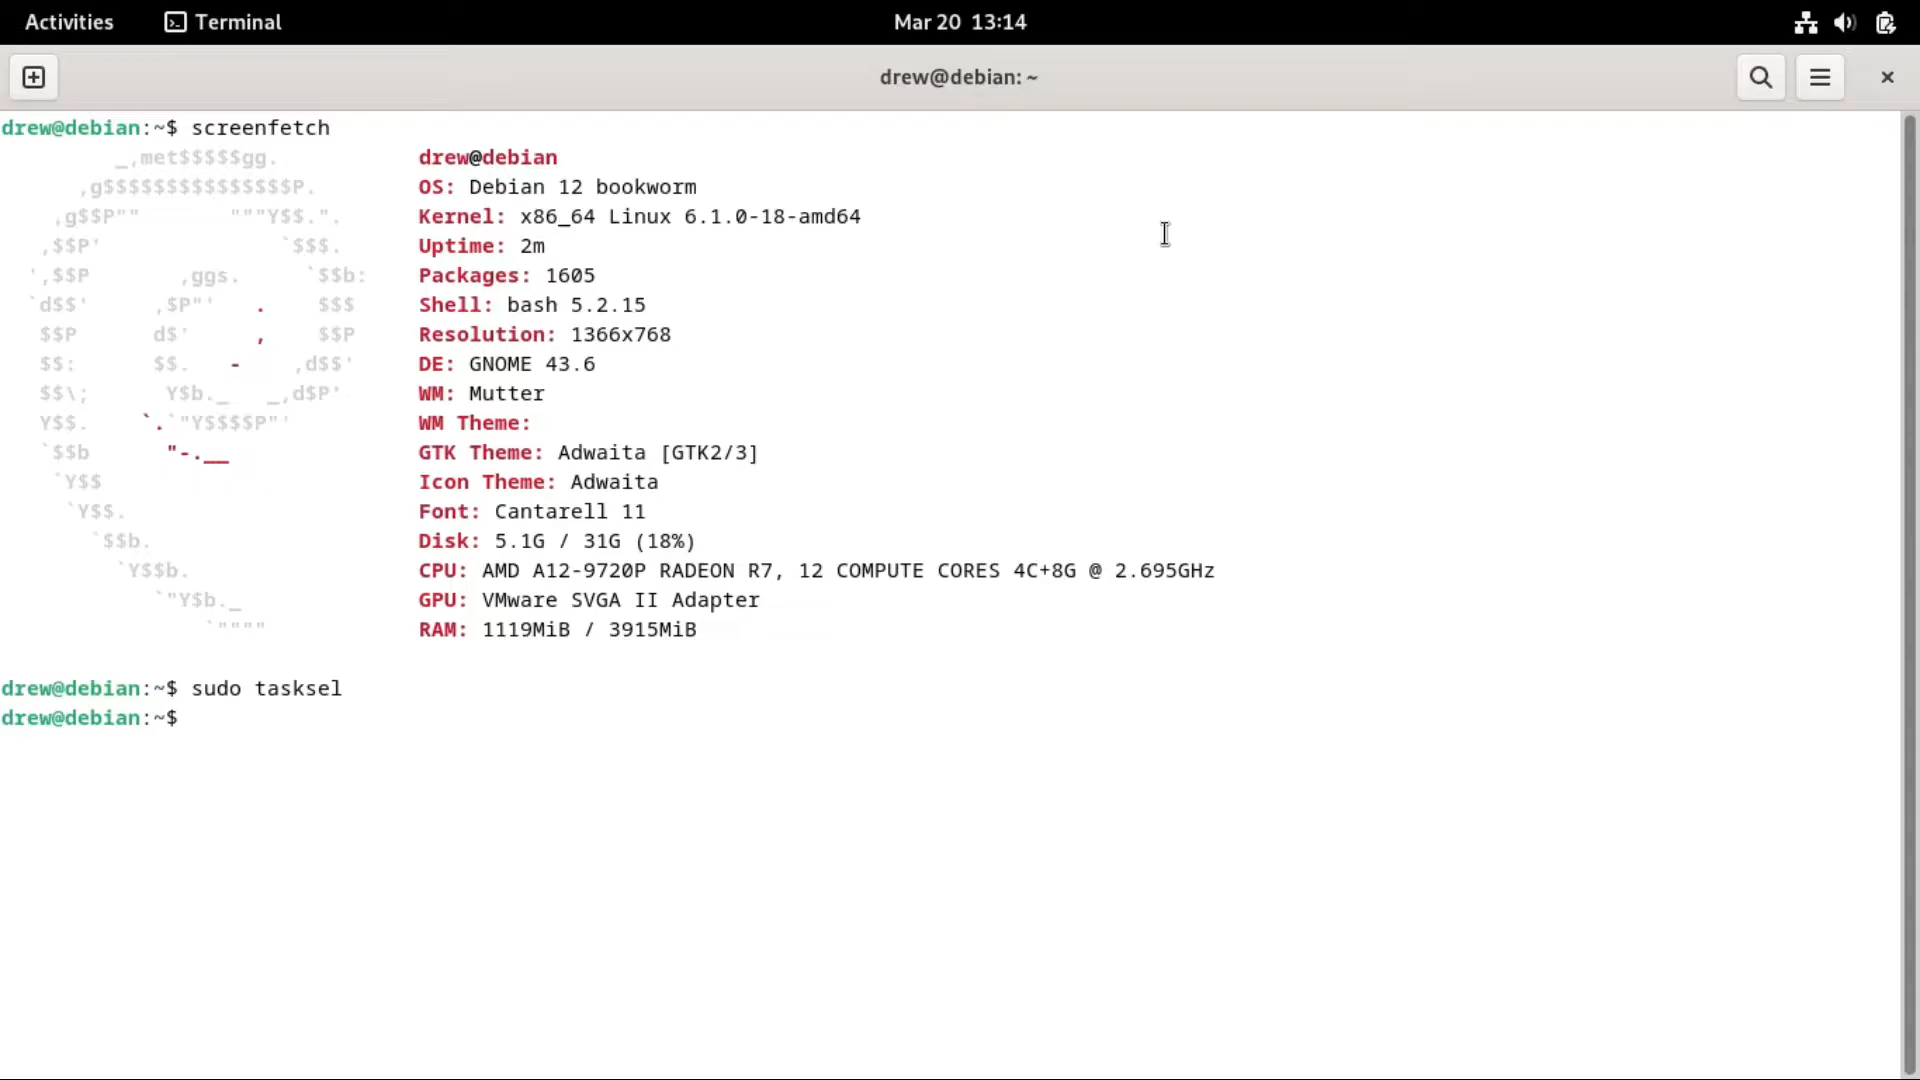 Activities Terminal Mar 20 13:14
drew@debian: ~
drew@debian:~$ screenfetch
_,met$$$$$gg. drew@debian
,g$$$$$$$$$$$$$$$P. OS: Debian 12 bookworm
,g$$P"" """Y$$.". Kernel: x86_64 Linux 6.1.0-18-amd64
,$$P' `$$$. Uptime: 2m
',$$P ,ggs. `$$b: Packages: 1605
`d$$' ,$P"' . $$$ Shell: bash 5.2.15
$$P d$' , $$P Resolution: 1366x768
$$: $$. - ,d$$' DE: GNOME 43.6
$$\; Y$b._ _,d$P' WM: Mutter
Y$$. `.`"Y$$$$P"' WM Theme:
`$$b "-.__ GTK Theme: Adwaita [GTK2/3]
`Y$$ Icon Theme: Adwaita
`Y$$. Font: Cantarell 11
`$$b. Disk: 5.1G / 31G (18%)
`Y$$b. CPU: AMD A12-9720P RADEON R7, 12 COMPUTE CORES 4C+8G @ 2.695GHz
`"Y$b._ GPU: VMware SVGA II Adapter
`"""" RAM: 1119MiB / 3915MiB
drew@debian:~$ sudo tasksel
drew@debian:~$